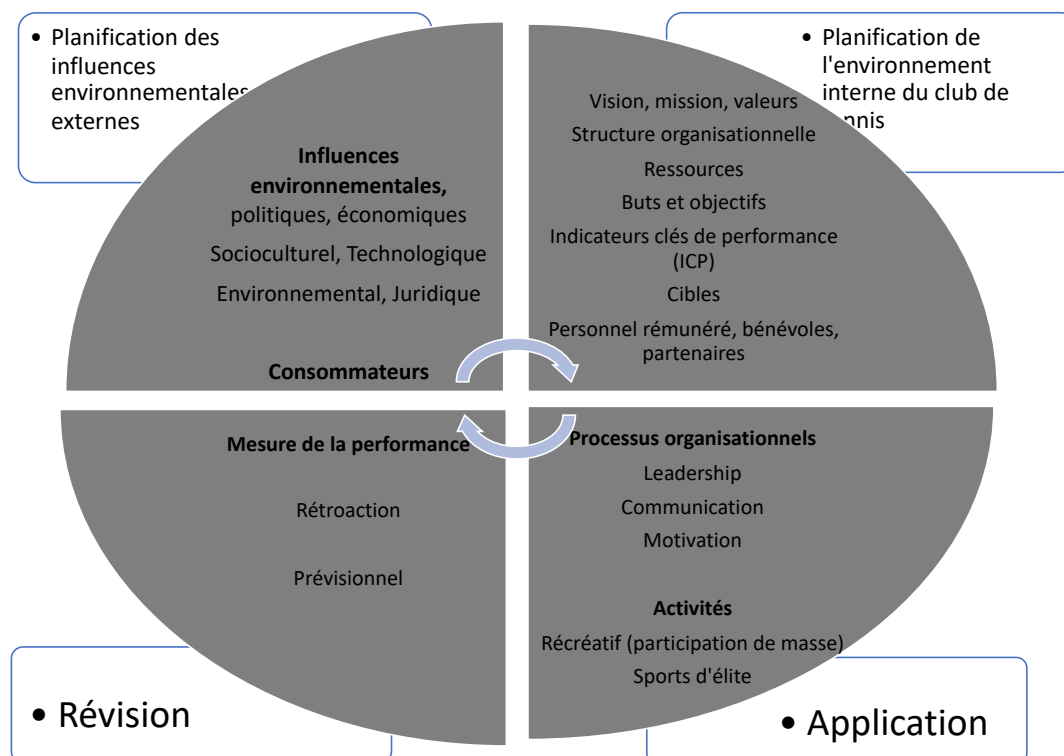 • Planification des
influences
environnementales
externes
Influences
environnementales,
politiques, économiques
Socioculturel, Technologique
Environnemental, Juridique
Consommateurs
• Planification de
l'environnement
interne du club de
Vision, mission, valeurs
Structure organisationnelle
Ressources
Buts et objectifs
Indicateurs clés de performance
(ICP)
Cibles
Personnel rémunéré, bénévoles,
partenaires
Mesure de la performance
Rétroaction
Prévisionnel
• Révision
Processus organisationnels
Leadership
Communication
Motivation
Activités
Récréatif (participation de masse)
Sports d'élite
• Application